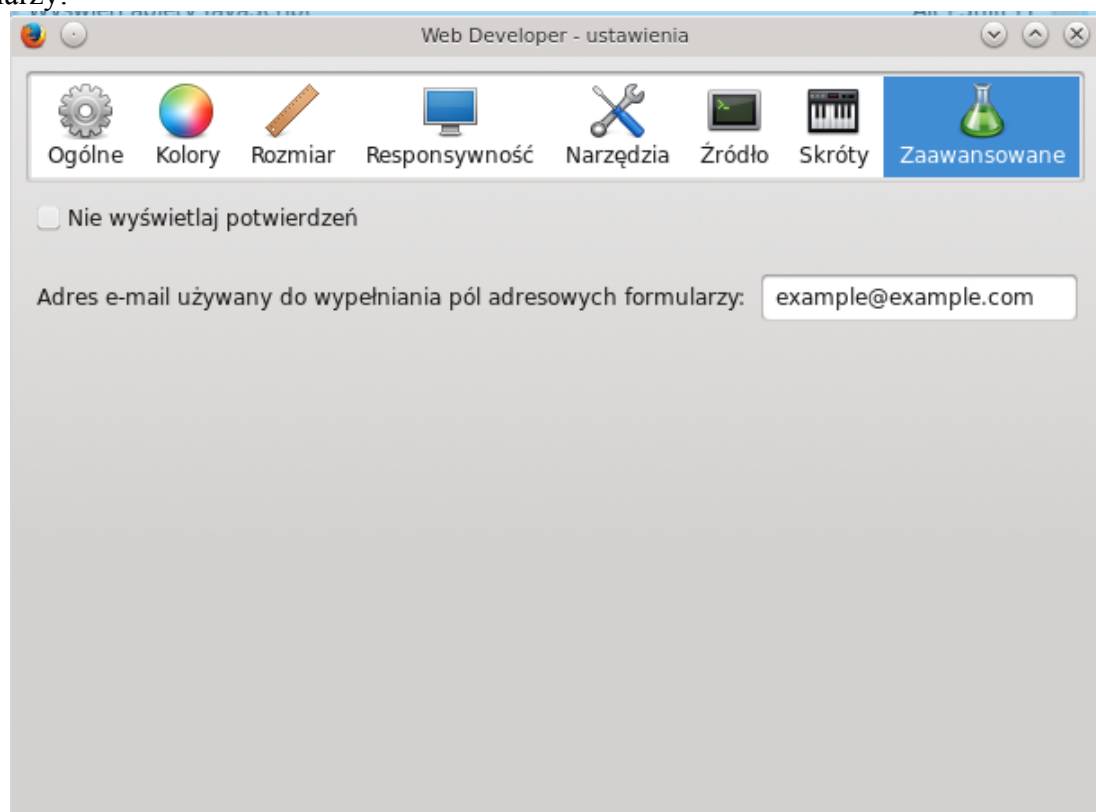 Web Developer - ustawienia
Ogólne Kolory Rozmiar Responsywność Narzędzia Źródło Skróty Zaawansowane
Nie wyświetlaj potwierdzeń
Adres e-mail używany do wypełniania pól adresowych formularzy: example@example.com